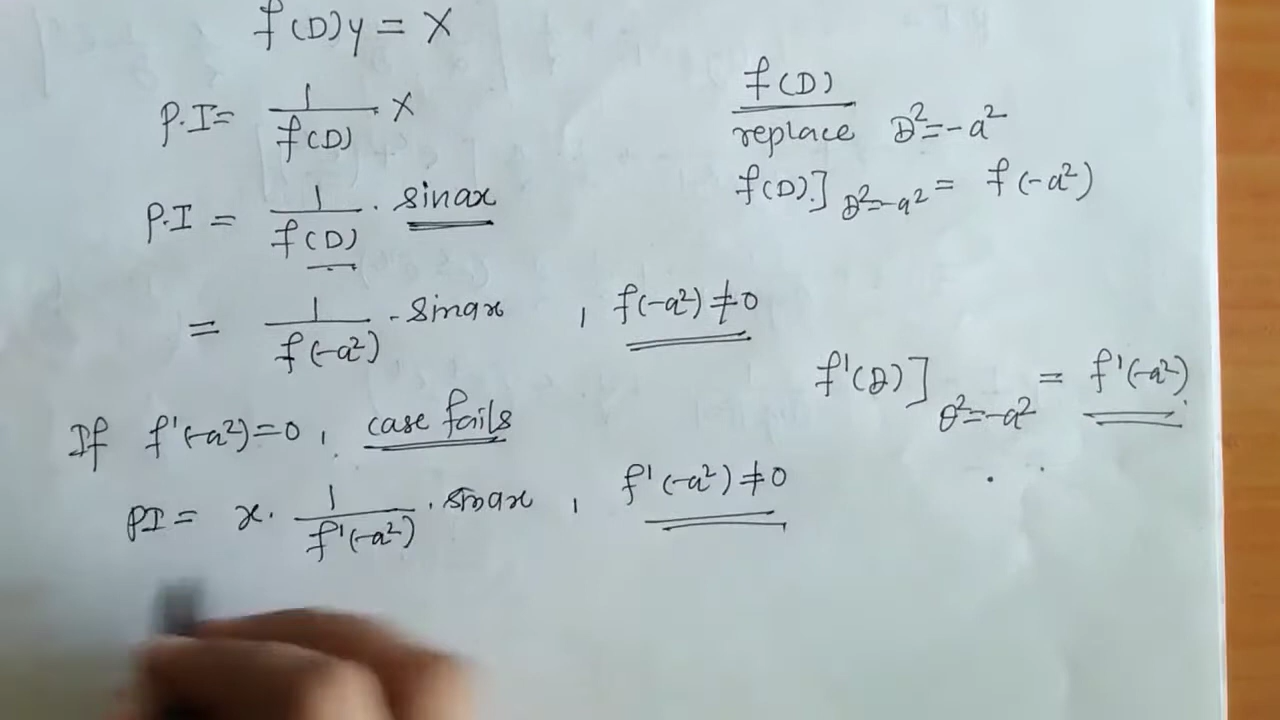 f(D)y = X
P.I = 1/f(D) X
P.I = 1/f(D) . sinax
= 1/f(-a²) . sinax , f(-a²) ≠ 0
If f'(-a²)=0 , case fails
PI = x. 1/f'(-a²) . sinax , f'(-a²) ≠ 0
f(D)
replace D²=-a²
f(D)] D²=-a² = f(-a²)
f'(D)] D²=-a² = f'(-a²)